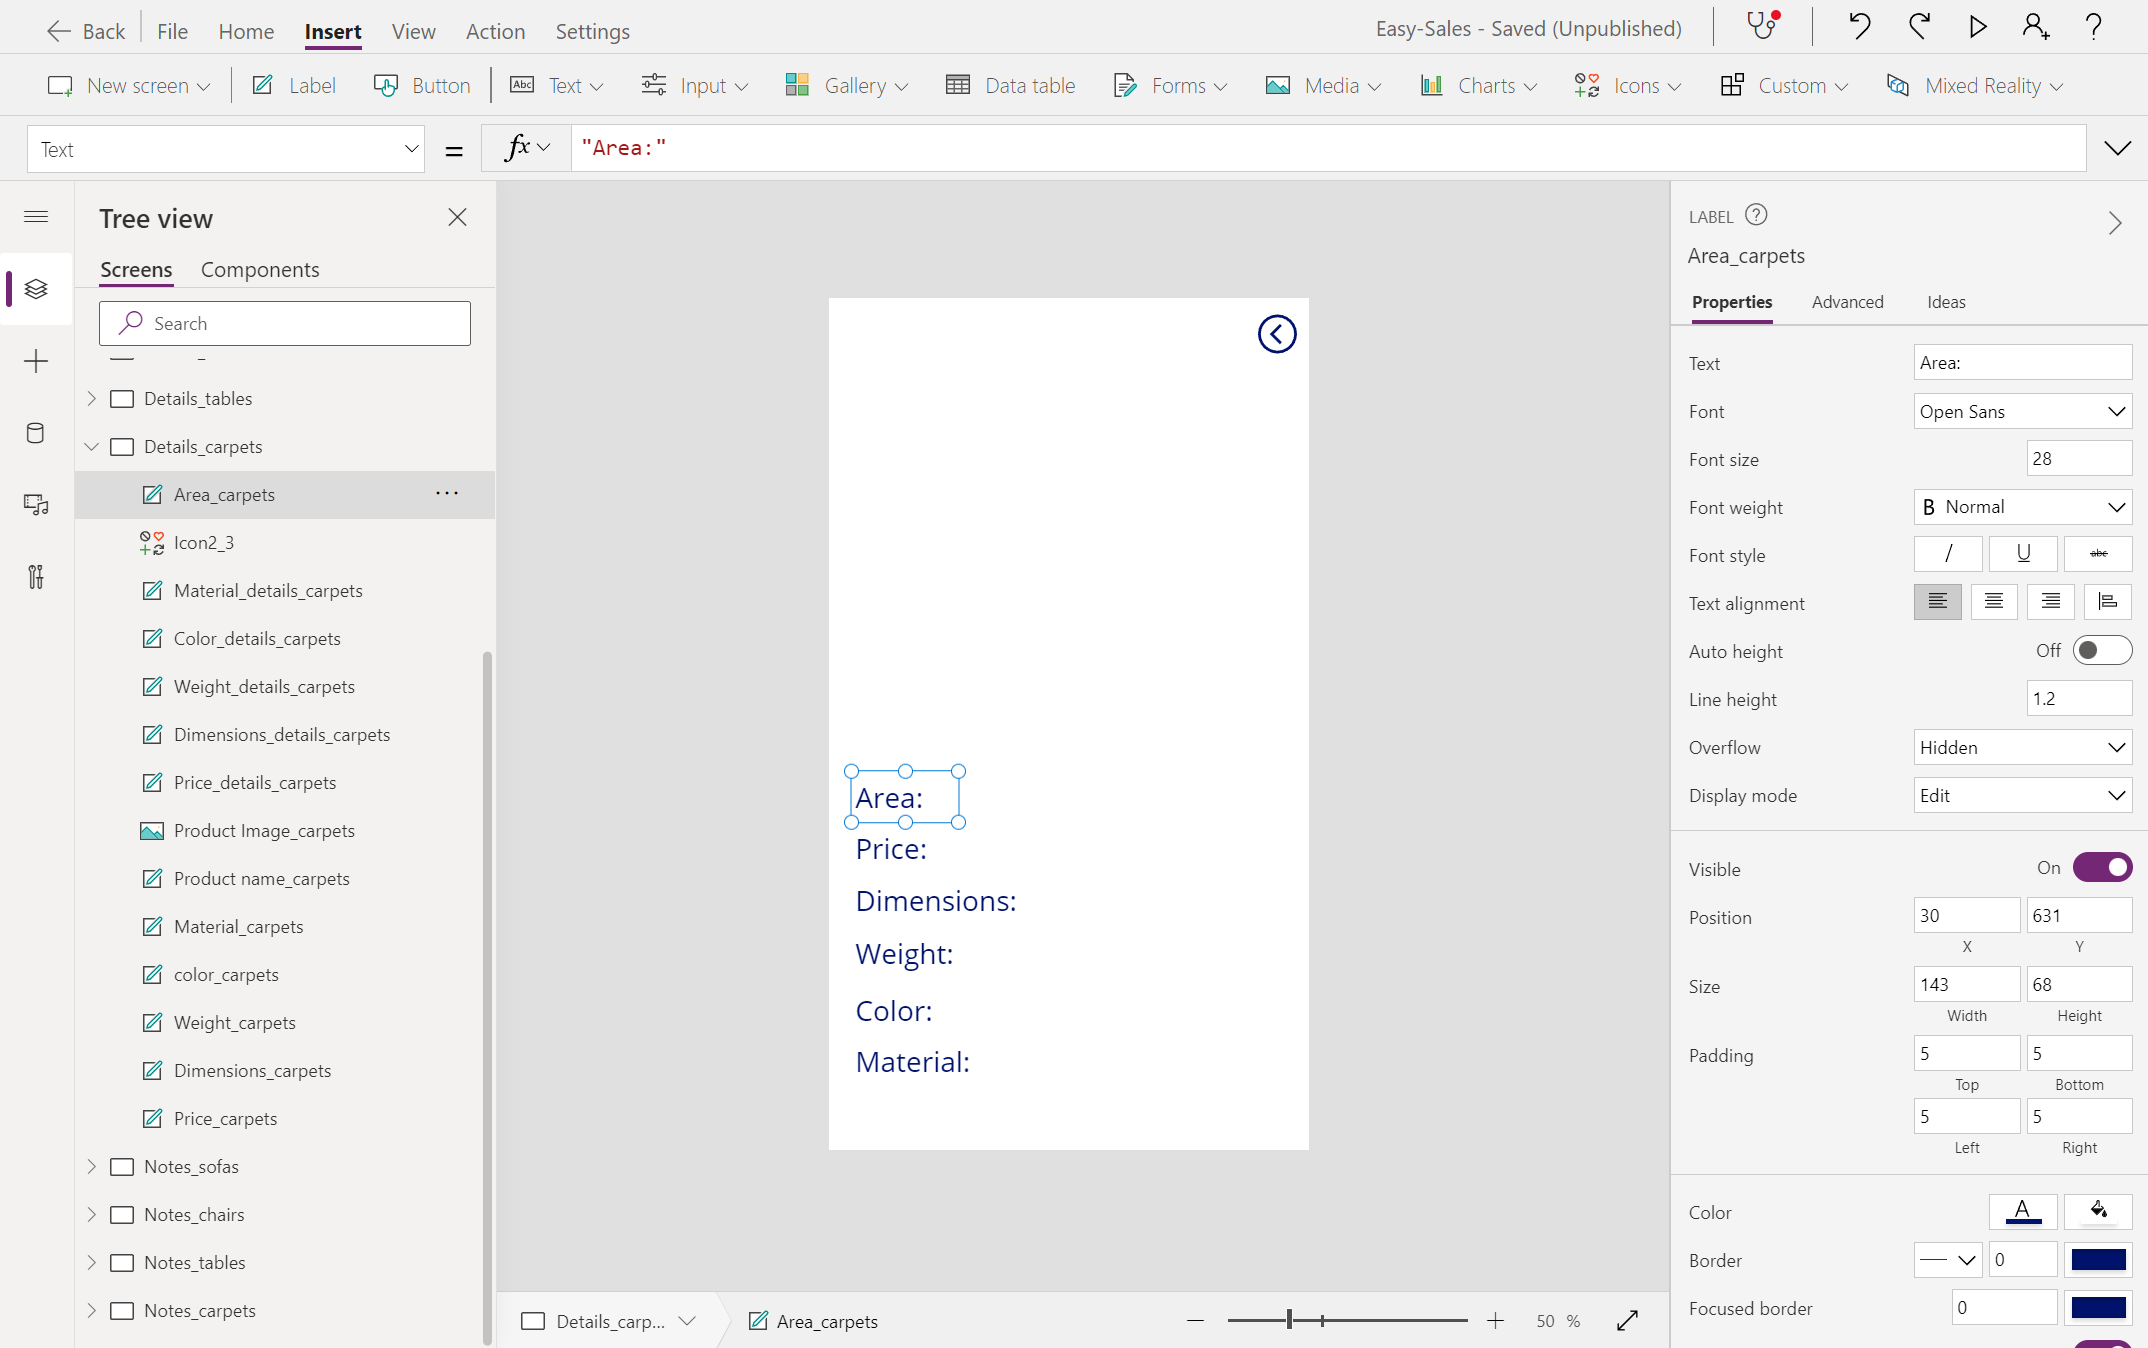 Back File Home Insert View Action Settings Easy-Sales - Saved (Unpublished)
New screen Label Button Abc Text Input Gallery Data table Forms Media Charts Icons Custom Mixed Reality
Text = fx "Area:"
Tree view
Screens Components
Search
Details_tables
Details_carpets
Area_carpets ...
Icon2_3
Material_details_carpets
Color_details_carpets
Weight_details_carpets
Dimensions_details_carpets
Price_details_carpets
Product Image_carpets
Product name_carpets
Material_carpets
color_carpets
Weight_carpets
Dimensions_carpets
Price_carpets
Notes_sofas
Notes_chairs
Notes_tables
Notes_carpets
Area:
Price:
Dimensions:
Weight:
Color:
Material:
Details_carp... Area_carpets 50 %
LABEL ?
Area_carpets
Properties Advanced Ideas
Text Area:
Font Open Sans
Font size 28
Font weight B Normal
Font style / U abc
Text alignment
Auto height Off
Line height 1.2
Overflow Hidden
Display mode Edit
Visible On
Position 30 631
X Y
Size 143 68
Width Height
Padding 5 5
Top Bottom
5 5
Left Right
Color A
Border 0
Focused border 0